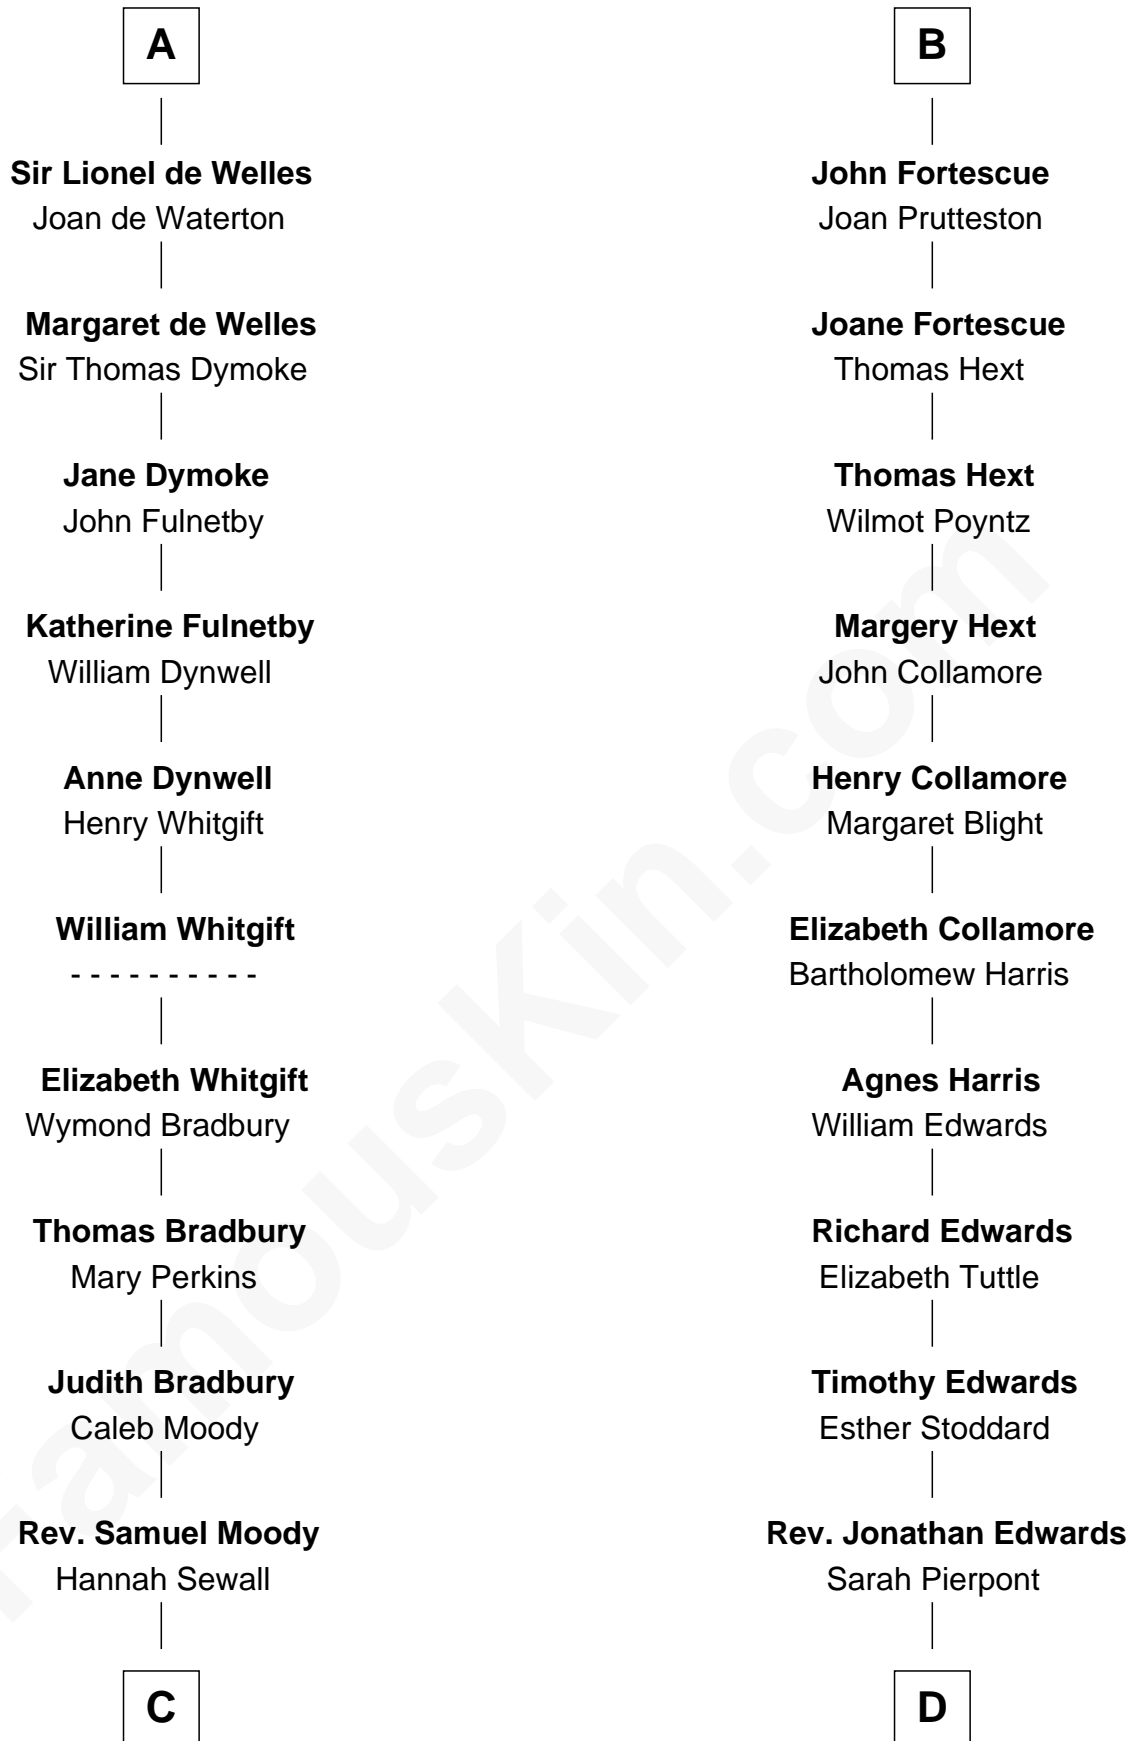 A
Sir Lionel de Welles
Joan de Waterton
Margaret de Welles
Sir Thomas Dymoke
Jane Dymoke
John Fulnetby
Katherine Fulnetby
William Dynwell
Anne Dynwell
Henry Whitgift
William Whitgift
- - - - - - - - - -
Elizabeth Whitgift
Wymond Bradbury
Thomas Bradbury
Mary Perkins
Judith Bradbury
Caleb Moody
Rev. Samuel Moody
Hannah Sewall
C
B
John Fortescue
Joan Prutteston
Joane Fortescue
Thomas Hext
Thomas Hext
Wilmot Poyntz
Margery Hext
John Collamore
Henry Collamore
Margaret Blight
Elizabeth Collamore
Bartholomew Harris
Agnes Harris
William Edwards
Richard Edwards
Elizabeth Tuttle
Timothy Edwards
Esther Stoddard
Rev. Jonathan Edwards
Sarah Pierpont
D
FamousKin.com